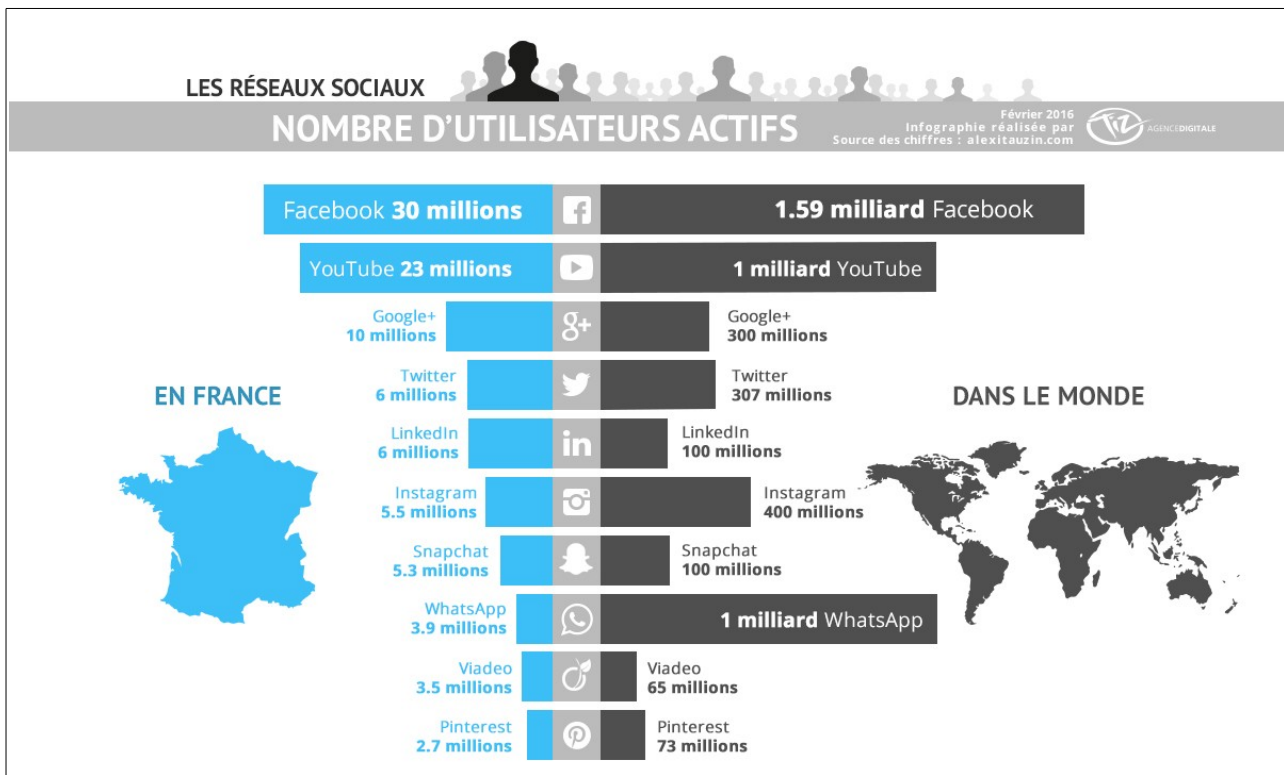 LES RÉSEAUX SOCIAUX
NOMBRE D'UTILISATEURS ACTIFS
Février 2016
Infographie réalisée par
Source des chiffres : alexitauzin.com
Tiz AGENCEDIGITALE
Facebook 30 millions
1.59 milliard Facebook
YouTube 23 millions
1 milliard YouTube
Google+
10 millions
Google+
300 millions
EN FRANCE
Twitter
6 millions
Twitter
307 millions
DANS LE MONDE
LinkedIn
6 millions
LinkedIn
100 millions
Instagram
5.5 millions
Instagram
400 millions
Snapchat
5.3 millions
Snapchat
100 millions
WhatsApp
3.9 millions
1 milliard WhatsApp
Viadeo
3.5 millions
Viadeo
65 millions
Pinterest
2.7 millions
Pinterest
73 millions